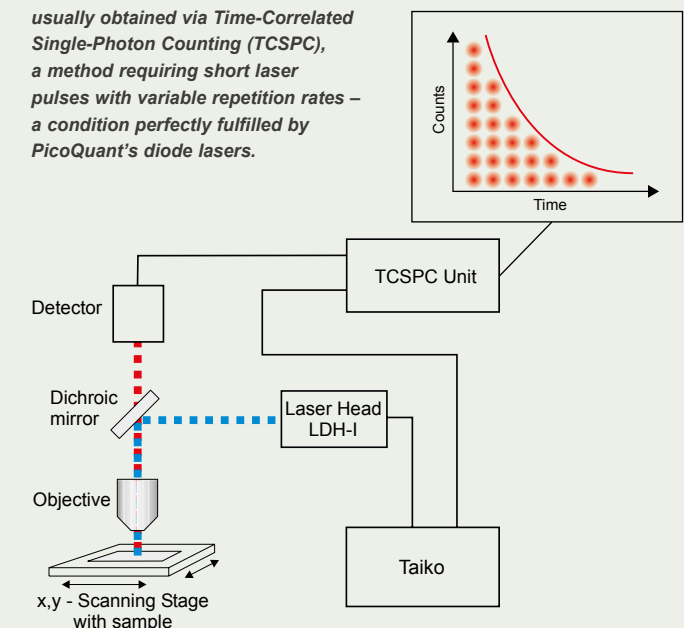 usually obtained via Time-Correlated
Single-Photon Counting (TCSPC),
a method requiring short laser
pulses with variable repetition rates –
a condition perfectly fulfilled by
PicoQuant's diode lasers.
Counts
Time
TCSPC Unit
Detector
Dichroic
mirror
Laser Head
LDH-I
Objective
Taiko
x,y - Scanning Stage
with sample